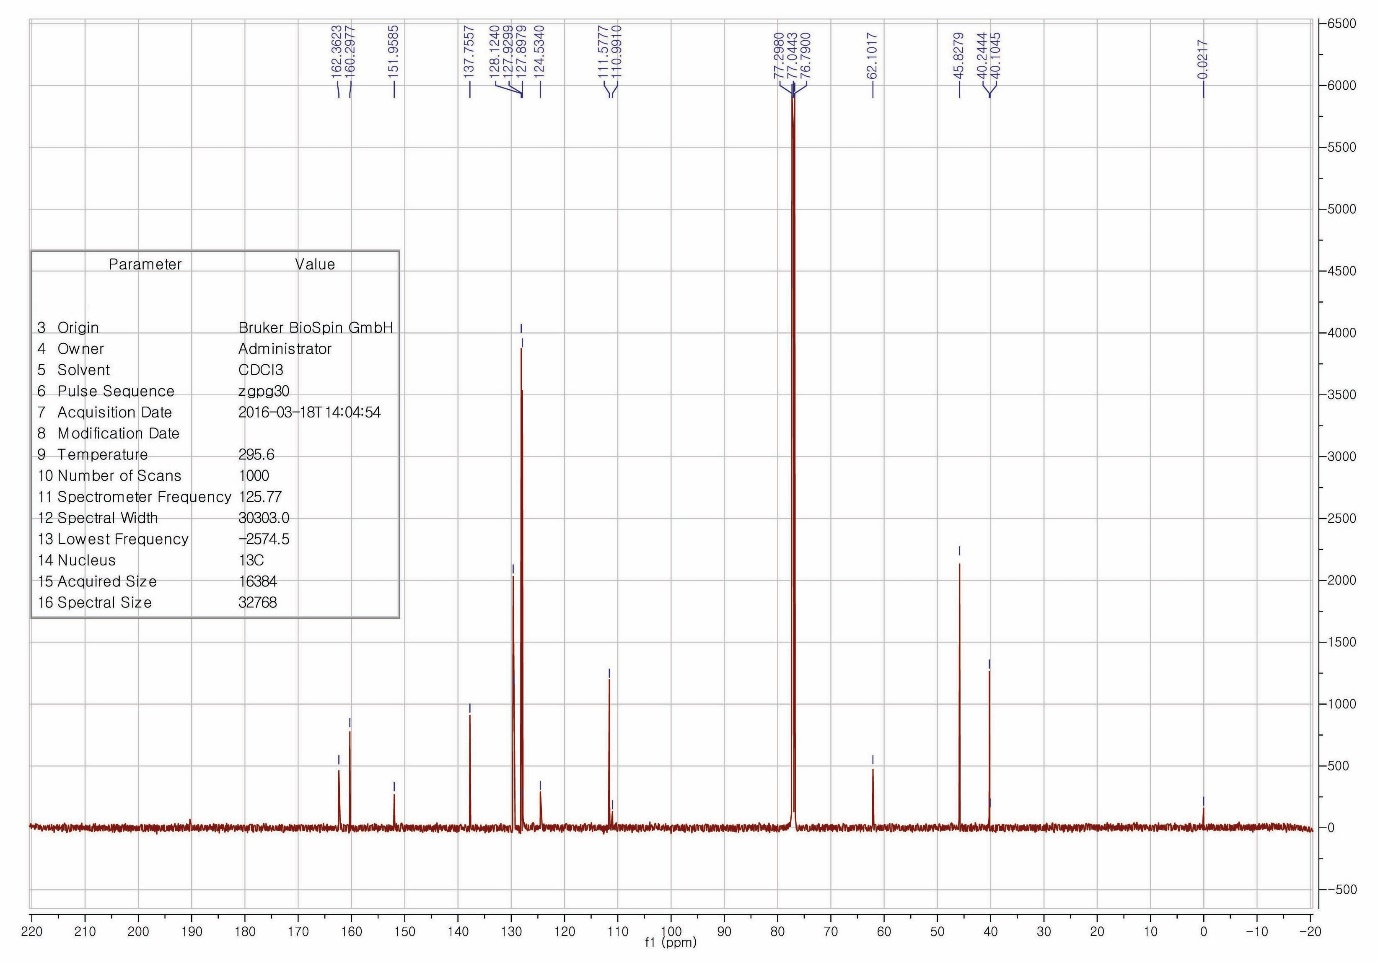 162.3623
160.2977
151.9585
137.7557
128.1240
127.9299
127.8979
124.5340
111.5777
110.9910
77.2980
77.0443
76.7900
62.1017
45.8279
40.2444
40.1045
0.0217
6500
6000
5500
5000
4500
4000
3500
3000
2500
2000
1500
1000
500
0
-500
Parameter Value
3 Origin Bruker BioSpin GmbH
4 Owner Administrator
5 Solvent CDCl3
6 Pulse Sequence zgpg30
7 Acquisition Date 2016-03-18T14:04:54
8 Modification Date
9 Temperature 295.6
10 Number of Scans 1000
11 Spectrometer Frequency 125.77
12 Spectral Width 30303.0
13 Lowest Frequency -2574.5
14 Nucleus 13C
15 Acquired Size 16384
16 Spectral Size 32768
220 210 200 190 180 170 160 150 140 130 120 110 100 90 80 70 60 50 40 30 20 10 0 -10 -20
f1 (ppm)